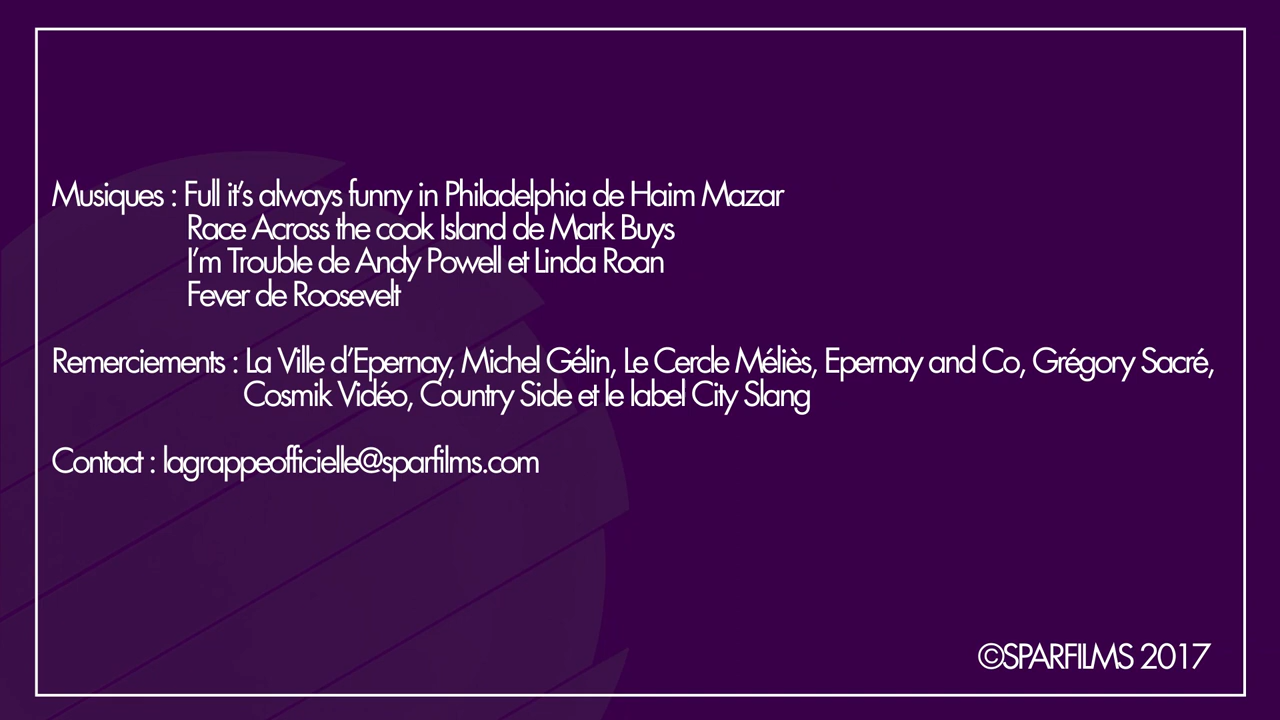 Musiques : Full it's always funny in Philadelphia de Haim Mazar
Race Across the cook Island de Mark Buys
I'm Trouble de Andy Powell et Linda Roan
Fever de Roosevelt
Remerciements : La Ville d'Epernay, Michel Gélin, Le Cercle Méliès, Epernay and Co, Grégory Sacré,
Cosmik Vidéo, Country Side et le label City Slang
Contact : lagrappeofficielle@sparfilms.com
©SPARFILMS 2017